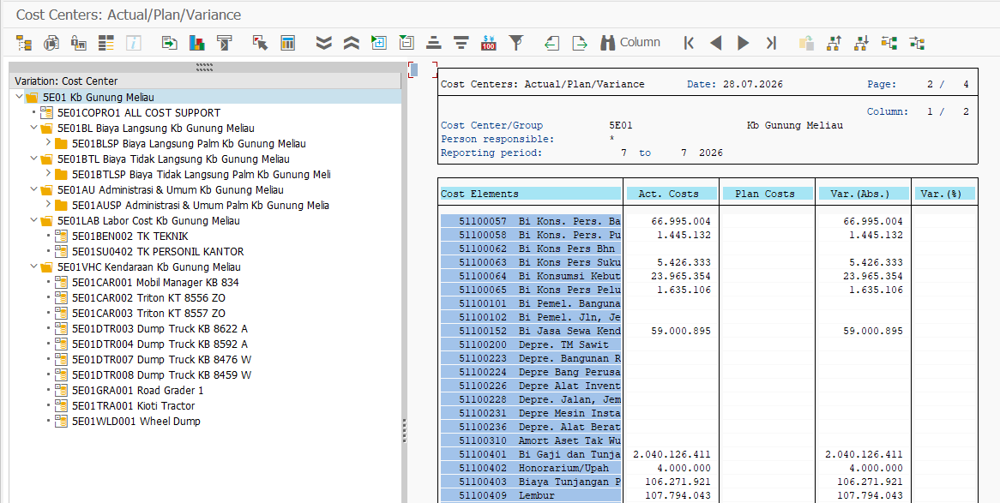 Cost Centers: Actual/Plan/Variance
Column
Variation: Cost Center
5E01 Kb Gunung Meliau
5E01COPRO1 ALL COST SUPPORT
5E01BL Biaya Langsung Kb Gunung Meliau
5E01BLSP Biaya Langsung Palm Kb Gunung Meliau
5E01BTL Biaya Tidak Langsung Kb Gunung Meliau
5E01BTLSP Biaya Tidak Langsung Palm Kb Gunung Meli
5E01AU Administrasi & Umum Kb Gunung Meliau
5E01AUSP Administrasi & Umum Palm Kb Gunung Melia
5E01LAB Labor Cost Kb Gunung Meliau
5E01BEN002 TK TEKNIK
5E01SU0402 TK PERSONIL KANTOR
5E01VHC Kendaraan Kb Gunung Meliau
5E01CAR001 Mobil Manager KB 834
5E01CAR002 Triton KT 8556 ZO
5E01CAR003 Triton KT 8557 ZO
5E01DTR003 Dump Truck KB 8622 A
5E01DTR004 Dump Truck KB 8592 A
5E01DTR007 Dump Truck KB 8476 W
5E01DTR008 Dump Truck KB 8459 W
5E01GRA001 Road Grader 1
5E01TRA001 Kioti Tractor
5E01WLD001 Wheel Dump
Cost Centers: Actual/Plan/Variance Date: 28.07.2026 Page: 2 / 4
Column: 1 / 2
Cost Center/Group 5E01 Kb Gunung Meliau
Person responsible: *
Reporting period: 7 to 7 2026
Cost Elements Act. Costs Plan Costs Var.(Abs.) Var.(%)
51100057 Bi Kons. Pers. Ba 66.995.004 66.995.004
51100058 Bi Kons. Pers. Pu 1.445.132 1.445.132
51100062 Bi Kons Pers Bhn
51100063 Bi Kons Pers Suku 5.426.333 5.426.333
51100064 Bi Konsumsi Kebut 23.965.354 23.965.354
51100065 Bi Kons Pers Pelu 1.635.106 1.635.106
51100101 Bi Pemel. Banguna
51100102 Bi Pemel. Jln, Je
51100152 Bi Jasa Sewa Kend 59.000.895 59.000.895
51100200 Depre. TM Sawit
51100223 Depre. Bangunan R
51100224 Depre Bang Perusa
51100226 Depre Alat Invent
51100228 Depre. Jalan, Jem
51100231 Depre Mesin Insta
51100236 Depre. Alat Berat
51100310 Amort Aset Tak Wu
51100401 Bi Gaji dan Tunja 2.040.126.411 2.040.126.411
51100402 Honorarium/Upah 4.000.000 4.000.000
51100403 Biaya Tunjangan P 106.271.921 106.271.921
51100409 Lembur 107.794.043 107.794.043